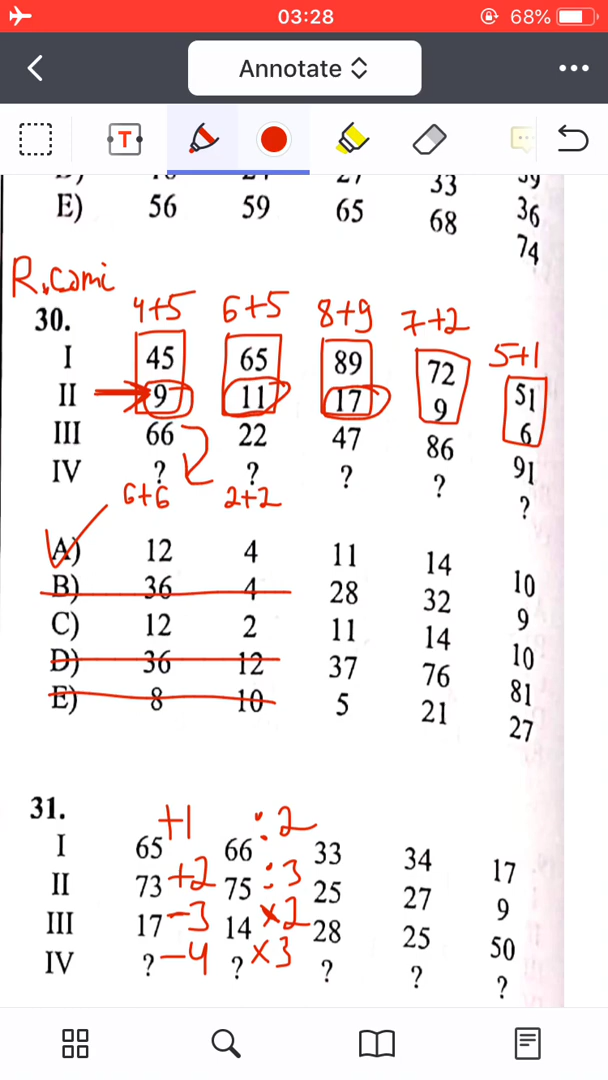 03:28
68%
Annotate
T
33
E) 56 59 65 68 74
36
R.cəmi
4+5 6+5 8+9 7+2 5+1
30.
I 45 65 89 72 51
II 9 11 17 9 6
III 66 22 47 86 91
IV ? ? ? ? ?
6+6 2+2
A) 12 4 11 14 10
B) 36 4 28 32 9
C) 12 2 11 14 10
D) 36 12 37 76 81
E) 8 10 5 21 27
31.
+1 :2
I 65 66 33 34 17
II 73 +2 75 :3 25 27 9
III 17 -3 14 ×2 28 25 50
IV ? -4 ? ×3 ? ? ?